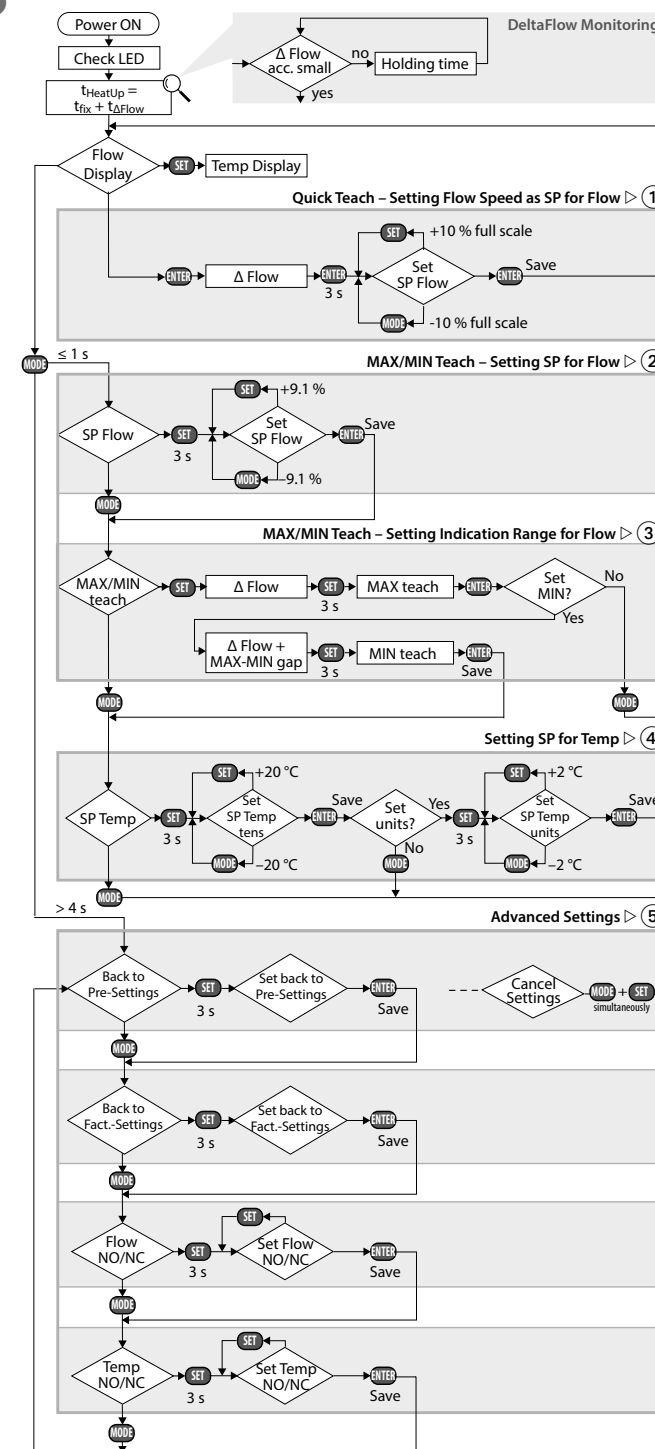 Power ON
Check LED
tHeatUp =
tfix + tΔFlow
DeltaFlow Monitoring
Δ Flow
acc. small
no
Holding time
yes
Flow
Display
SET
Temp Display
Quick Teach – Setting Flow Speed as SP for Flow ▷ 1
SET
+10 % full scale
ENTER
Δ Flow
ENTER
3 s
Set
SP Flow
ENTER
Save
MODE
-10 % full scale
MODE
≤ 1 s
MAX/MIN Teach – Setting SP for Flow ▷ 2
SET
+9.1 %
SP Flow
SET
3 s
Set
SP Flow
ENTER
Save
MODE
–9.1 %
MODE
MAX/MIN Teach – Setting Indication Range for Flow ▷ 3
MAX/MIN
teach
SET
Δ Flow
SET
3 s
MAX teach
ENTER
Set
MIN?
No
Yes
Δ Flow +
MAX-MIN gap
SET
3 s
MIN teach
ENTER
Save
MODE
MODE
Setting SP for Temp ▷ 4
SET
+20 °C
SET
+2 °C
SP Temp
SET
3 s
Set
SP Temp
tens
ENTER
Save
Set
units?
Yes
No
SET
3 s
Set
SP Temp
units
ENTER
Save
MODE
–20 °C
MODE
MODE
–2 °C
MODE
> 4 s
Advanced Settings ▷ 5
Back to
Pre-Settings
SET
3 s
Set back to
Pre-Settings
ENTER
Save
Cancel
Settings
MODE + SET
simultaneously
MODE
Back to
Fact.-Settings
SET
3 s
Set back to
Fact.-Settings
ENTER
Save
MODE
SET
Flow
NO/NC
SET
3 s
Set Flow
NO/NC
ENTER
Save
MODE
SET
Temp
NO/NC
SET
3 s
Set Temp
NO/NC
ENTER
Save
MODE